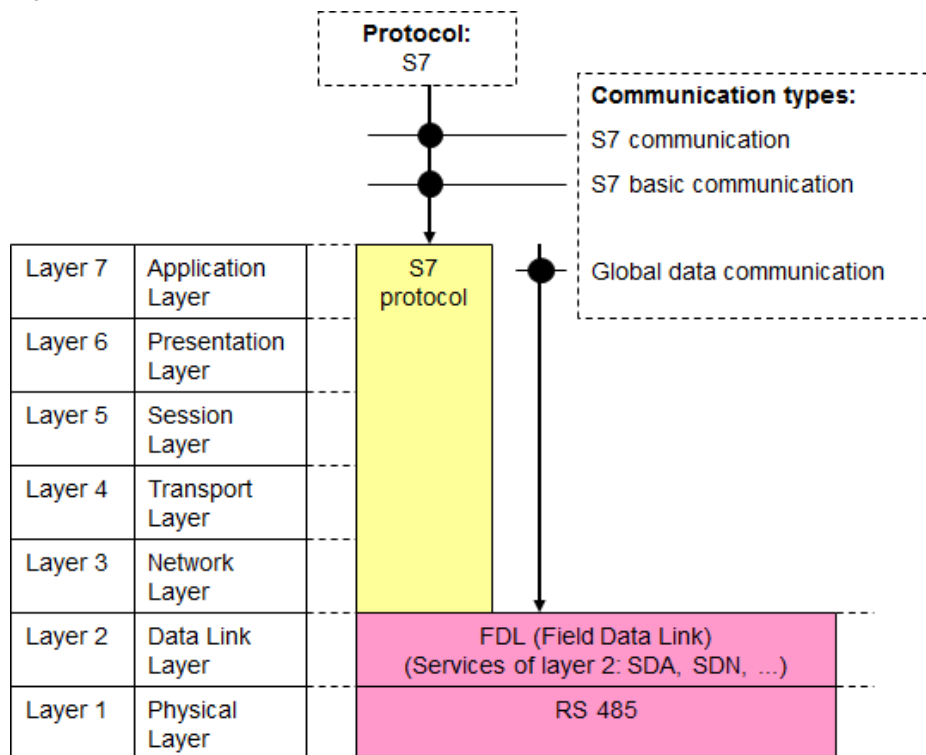 Protocol:
S7
Communication types:
S7 communication
S7 basic communication
Global data communication
Layer 7 Application Layer
S7 protocol
Layer 6 Presentation Layer
Layer 5 Session Layer
Layer 4 Transport Layer
Layer 3 Network Layer
Layer 2 Data Link Layer
FDL (Field Data Link)
(Services of layer 2: SDA, SDN, ...)
Layer 1 Physical Layer
RS 485